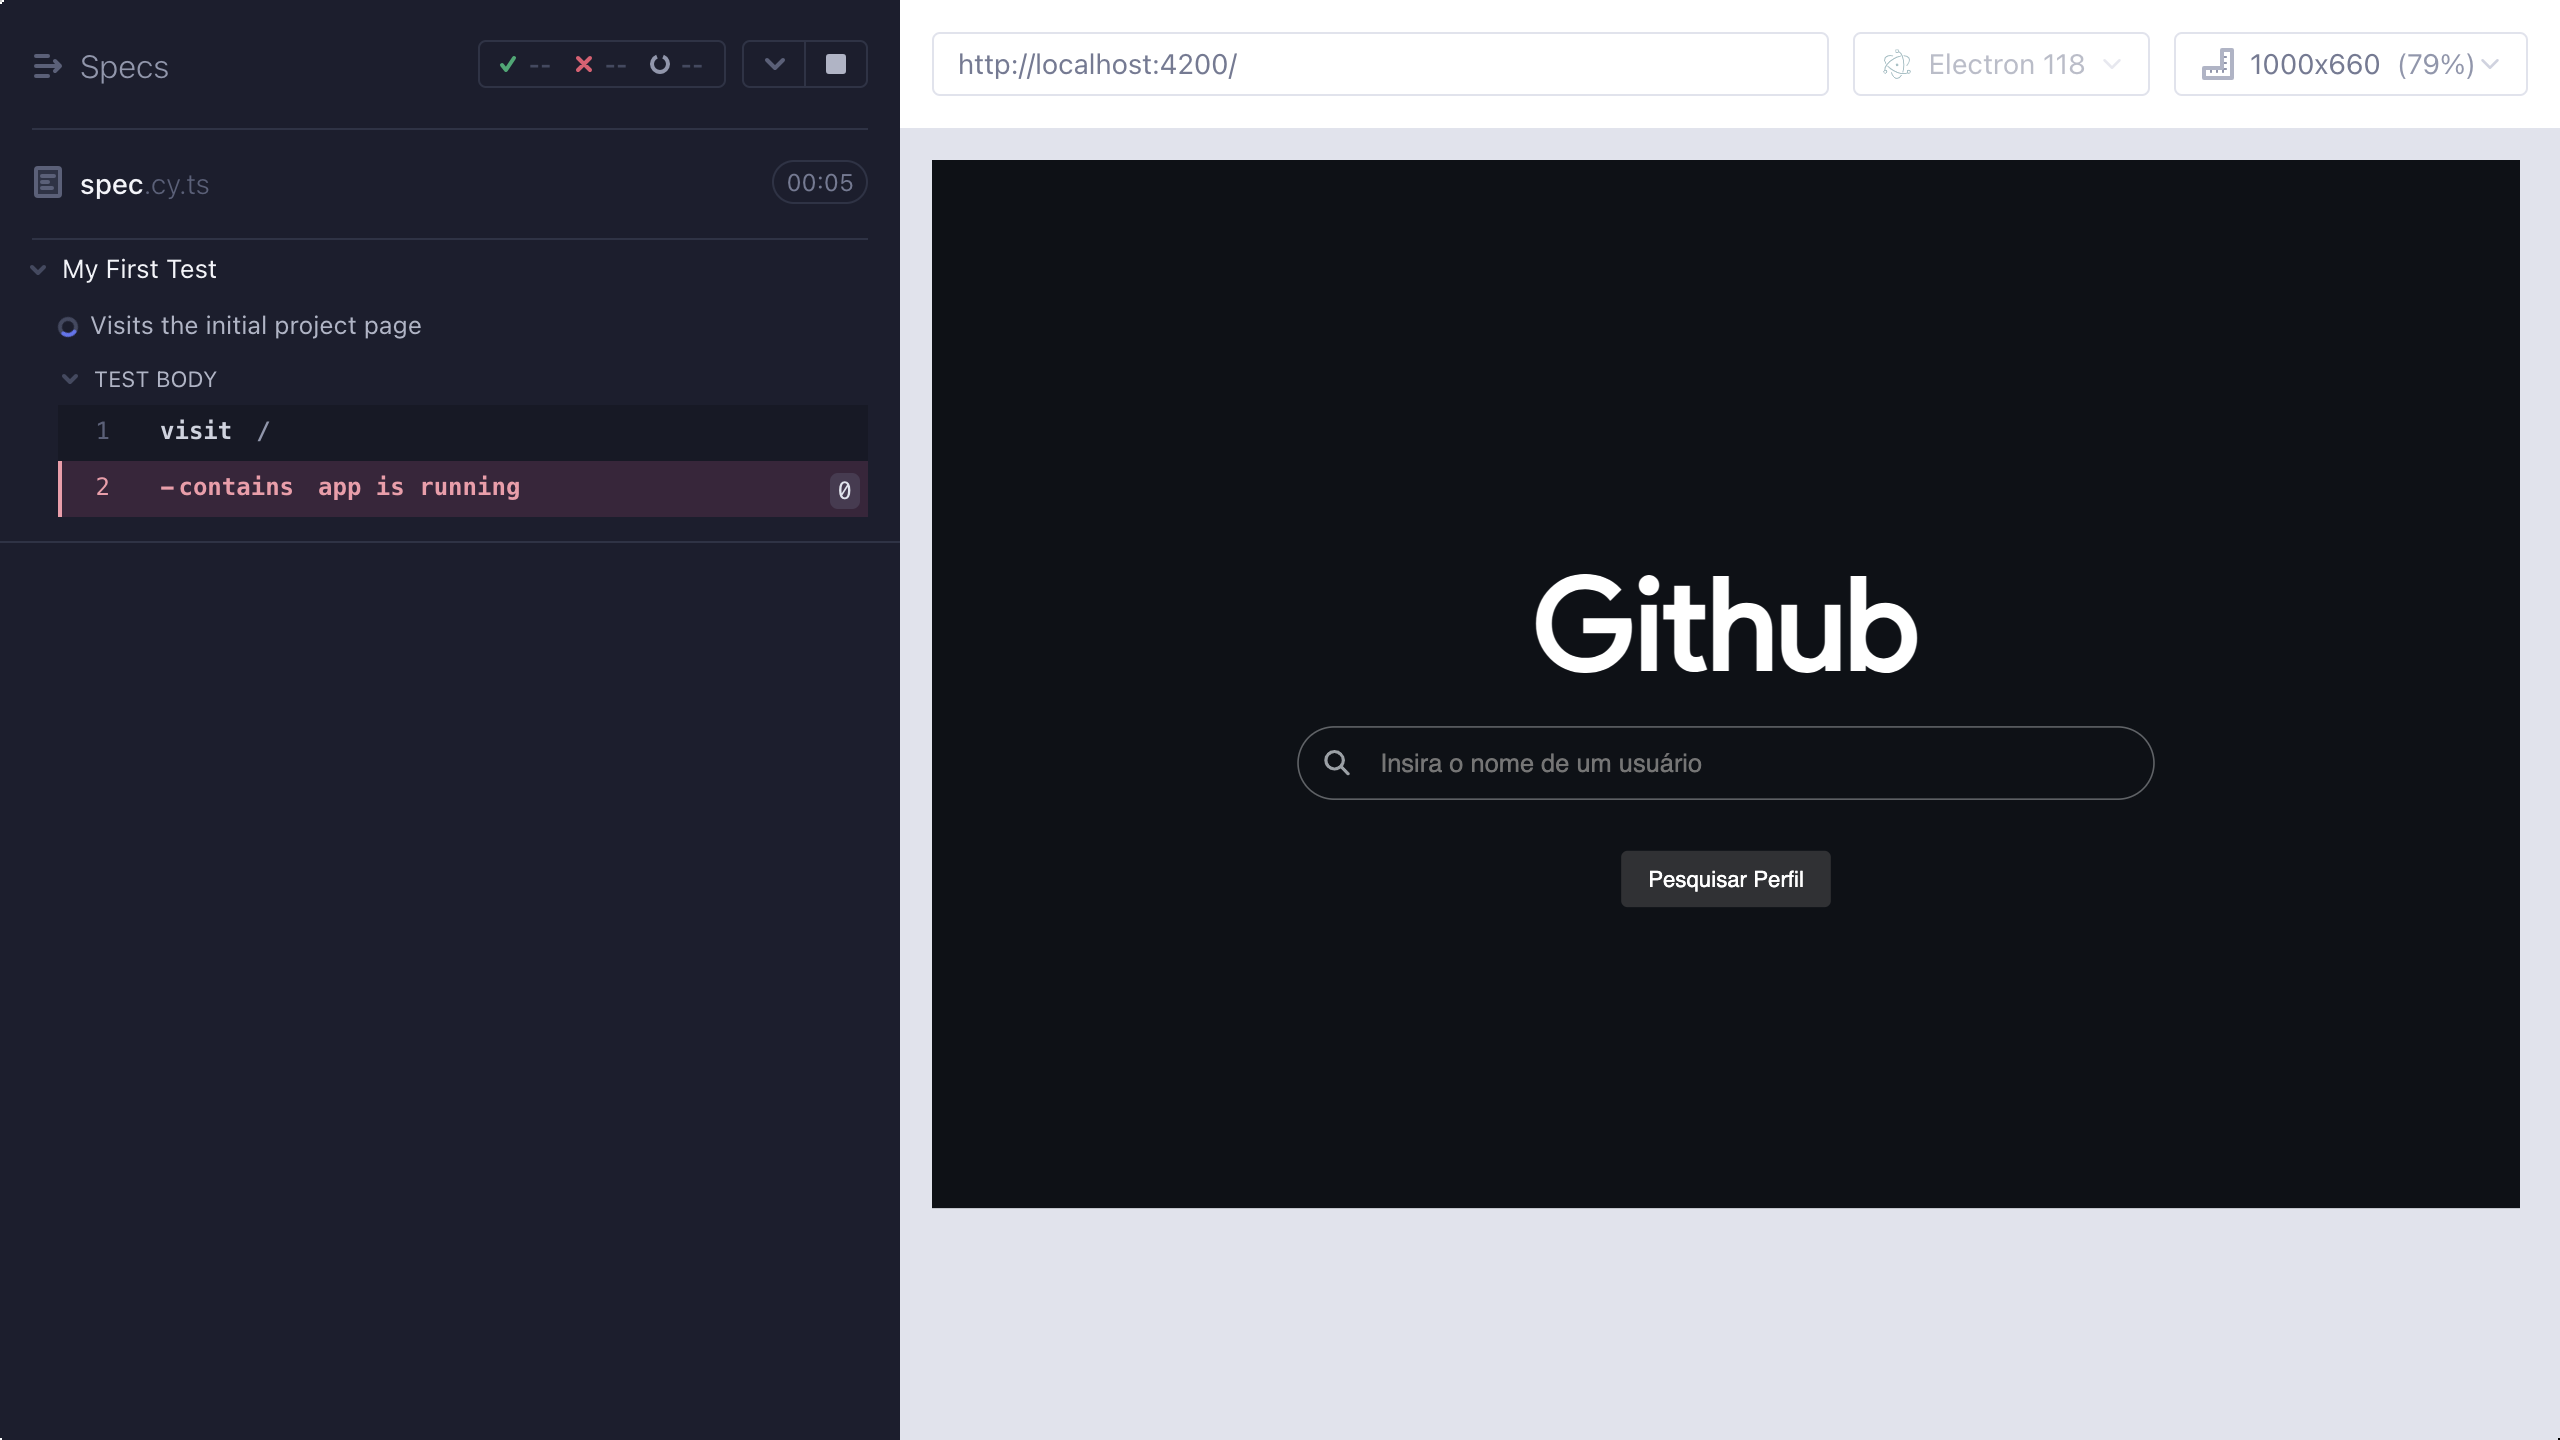 Specs
-- -- --
spec.cy.ts
00:05
My First Test
Visits the initial project page
TEST BODY
1 visit /
2 -contains app is running 0
http://localhost:4200/
Electron 118
1000x660 (79%)
Github
Insira o nome de um usuário
Pesquisar Perfil